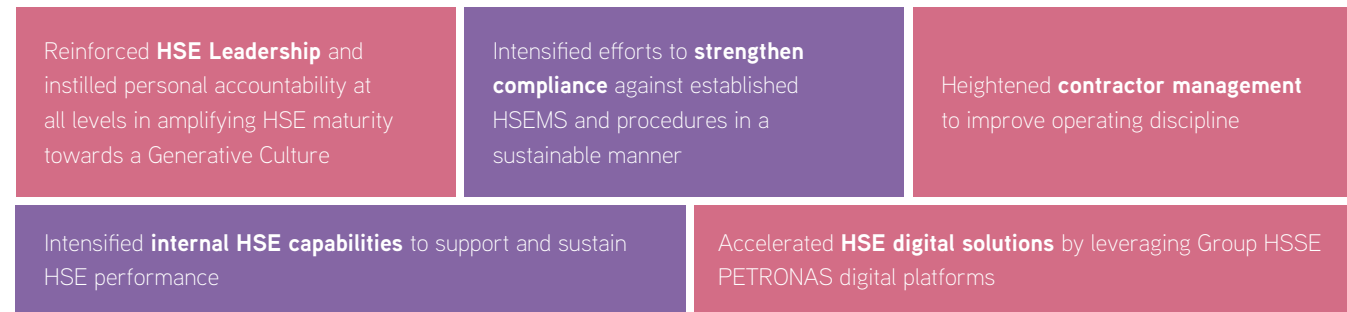 Reinforced HSE Leadership and
instilled personal accountability at
all levels in amplifying HSE maturity
towards a Generative Culture
Intensified efforts to strengthen
compliance against established
HSEMS and procedures in a
sustainable manner
Heightened contractor management
to improve operating discipline
Intensified internal HSE capabilities to support and sustain
HSE performance
Accelerated HSE digital solutions by leveraging Group HSSE
PETRONAS digital platforms